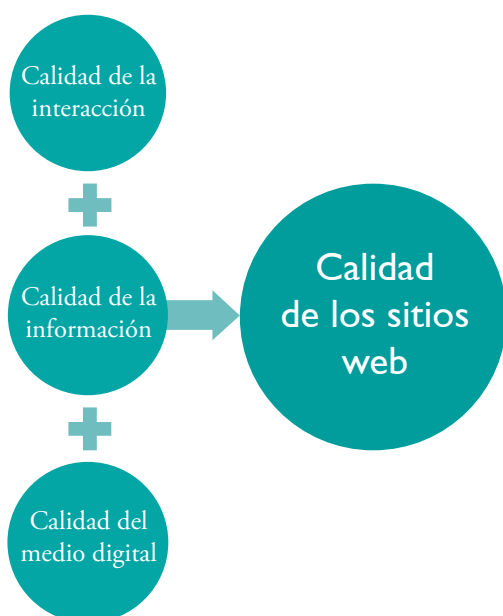 Calidad de la
interacción
Calidad de la
información
Calidad del
medio digital
Calidad
de los sitios
web